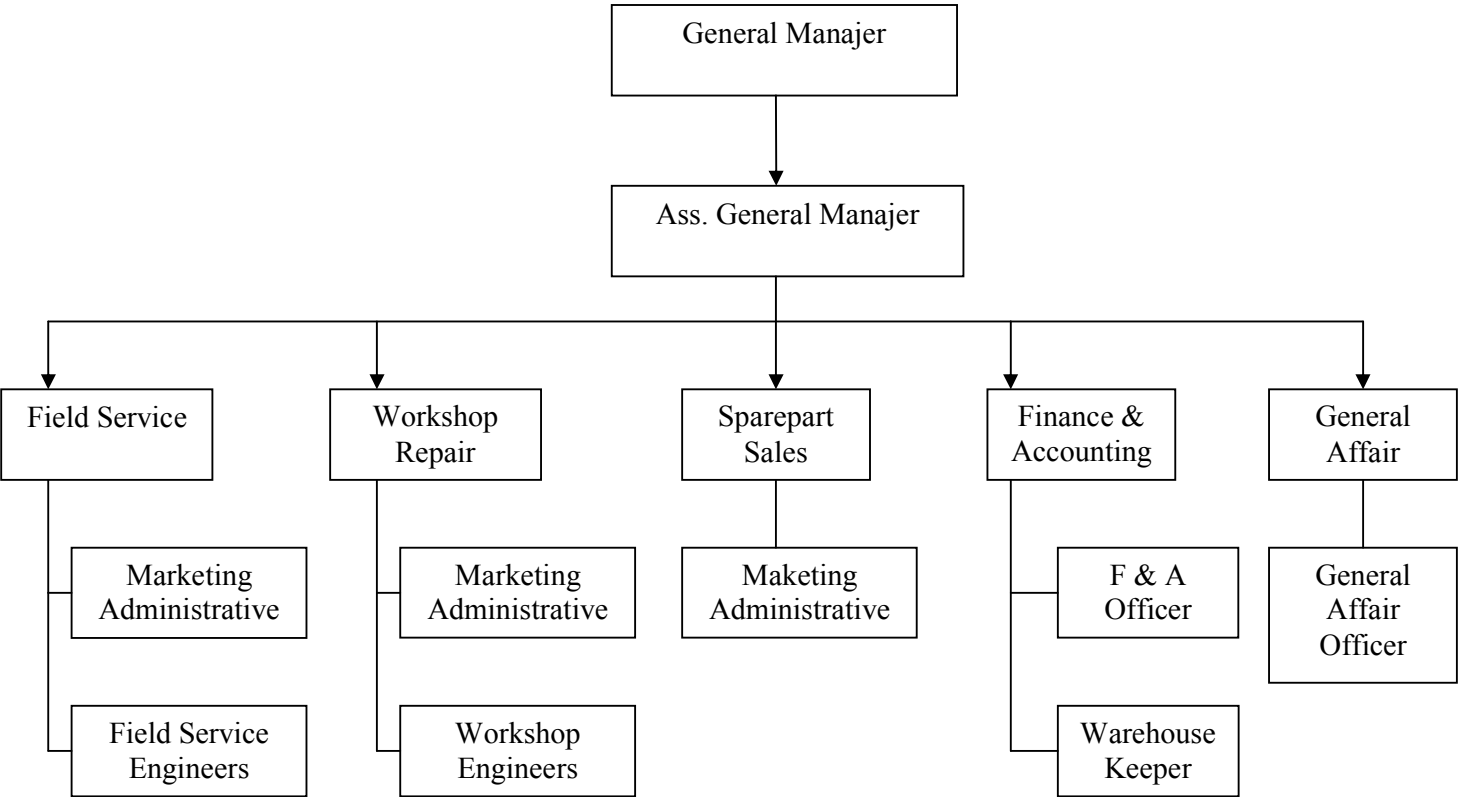 General Manajer
Ass. General Manajer
Field Service
Workshop
Repair
Sparepart
Sales
Finance &
Accounting
General
Affair
Marketing
Administrative
Marketing
Administrative
Maketing
Administrative
F & A
Officer
General
Affair
Officer
Field Service
Engineers
Workshop
Engineers
Warehouse
Keeper